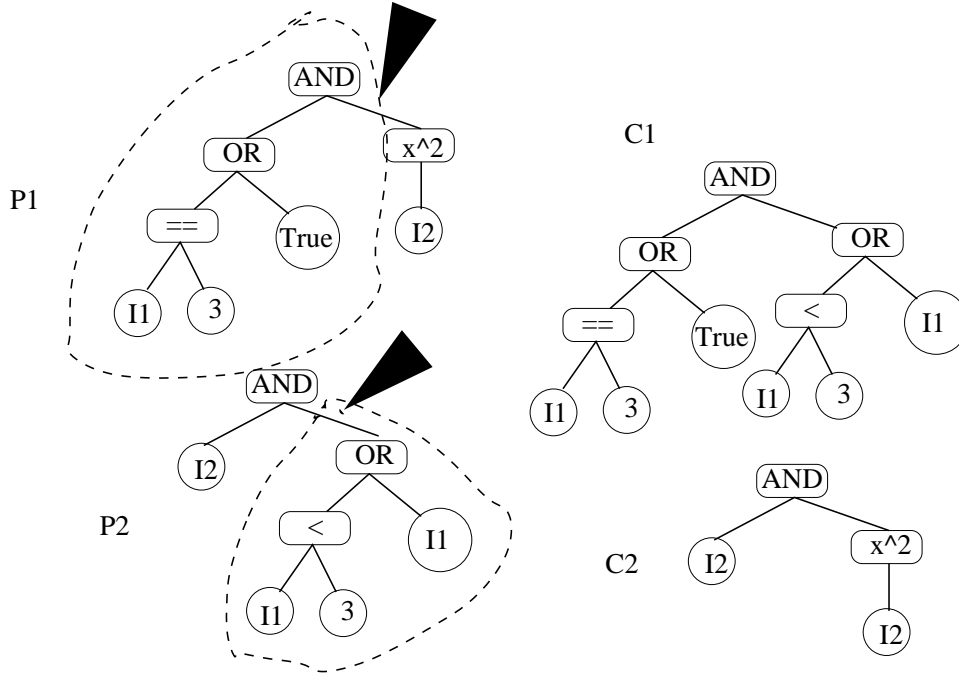 AND
OR
x^2
P1
==
True
I2
I1
3
AND
I2
OR
P2
<
I1
I1
3
C1
AND
OR
OR
==
True
<
I1
I1
3
I1
3
AND
I2
x^2
C2
I2